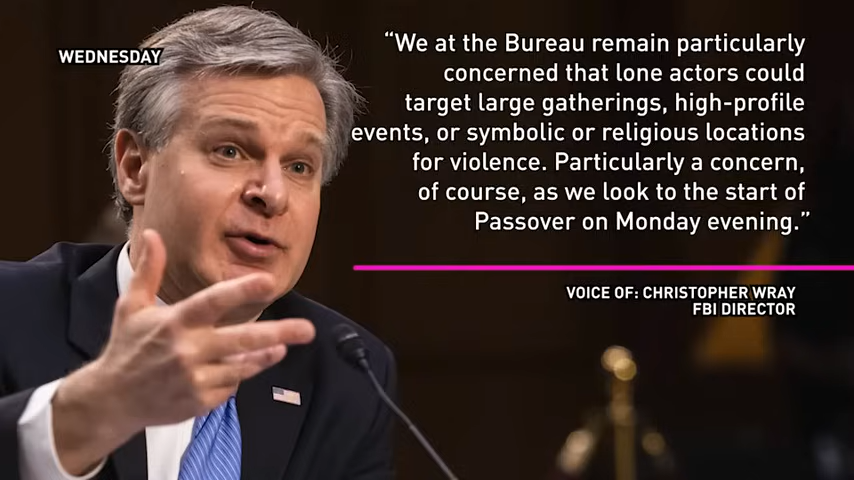 WEDNESDAY
“We at the Bureau remain particularly
concerned that lone actors could
target large gatherings, high-profile
events, or symbolic or religious locations
for violence. Particularly a concern,
of course, as we look to the start of
Passover on Monday evening.”
VOICE OF: CHRISTOPHER WRAY
FBI DIRECTOR